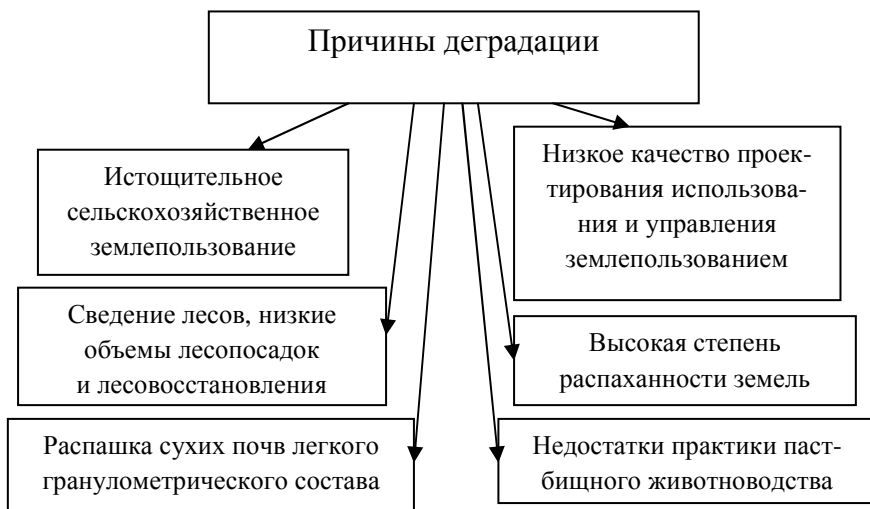 Причины деградации
Истощительное
сельскохозяйственное
землепользование
Низкое качество проек-
тирования использова-
ния и управления
землепользованием
Сведение лесов, низкие
объемы лесопосадок
и лесовосстановления
Высокая степень
распаханности земель
Распашка сухих почв легкого
гранулометрического состава
Недостатки практики паст-
бищного животноводства